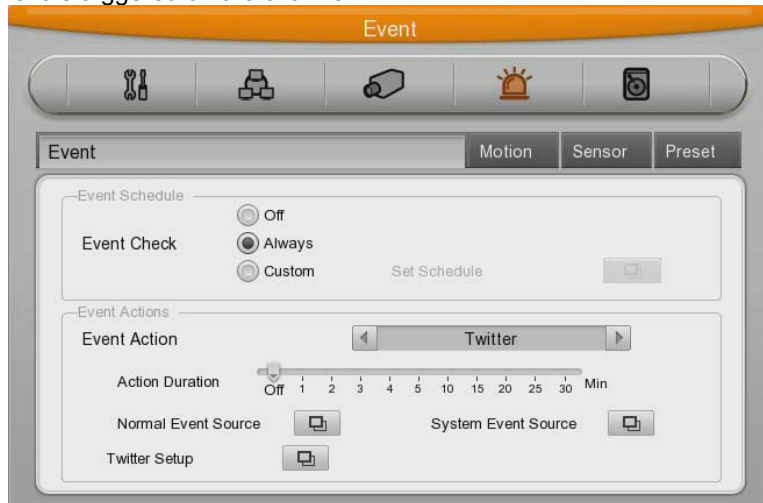 Event
Event Motion Sensor Preset
Event Schedule
Off
Event Check Always
Custom Set Schedule
Event Actions
Event Action Twitter
Action Duration Off 1 2 3 4 5 10 15 20 25 30 Min
Normal Event Source System Event Source
Twitter Setup